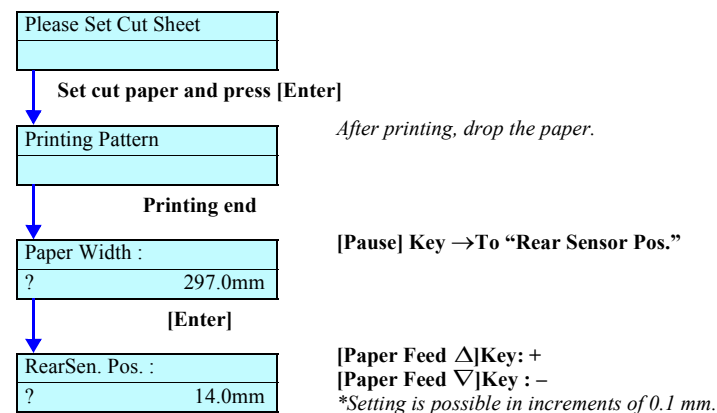 Please Set Cut Sheet
Set cut paper and press [Enter]
Printing Pattern
After printing, drop the paper.
Printing end
Paper Width :
? 297.0mm
[Pause] Key →To “Rear Sensor Pos.”
[Enter]
RearSen. Pos. :
? 14.0mm
[Paper Feed Δ]Key: +
[Paper Feed ∇]Key : –
*Setting is possible in increments of 0.1 mm.